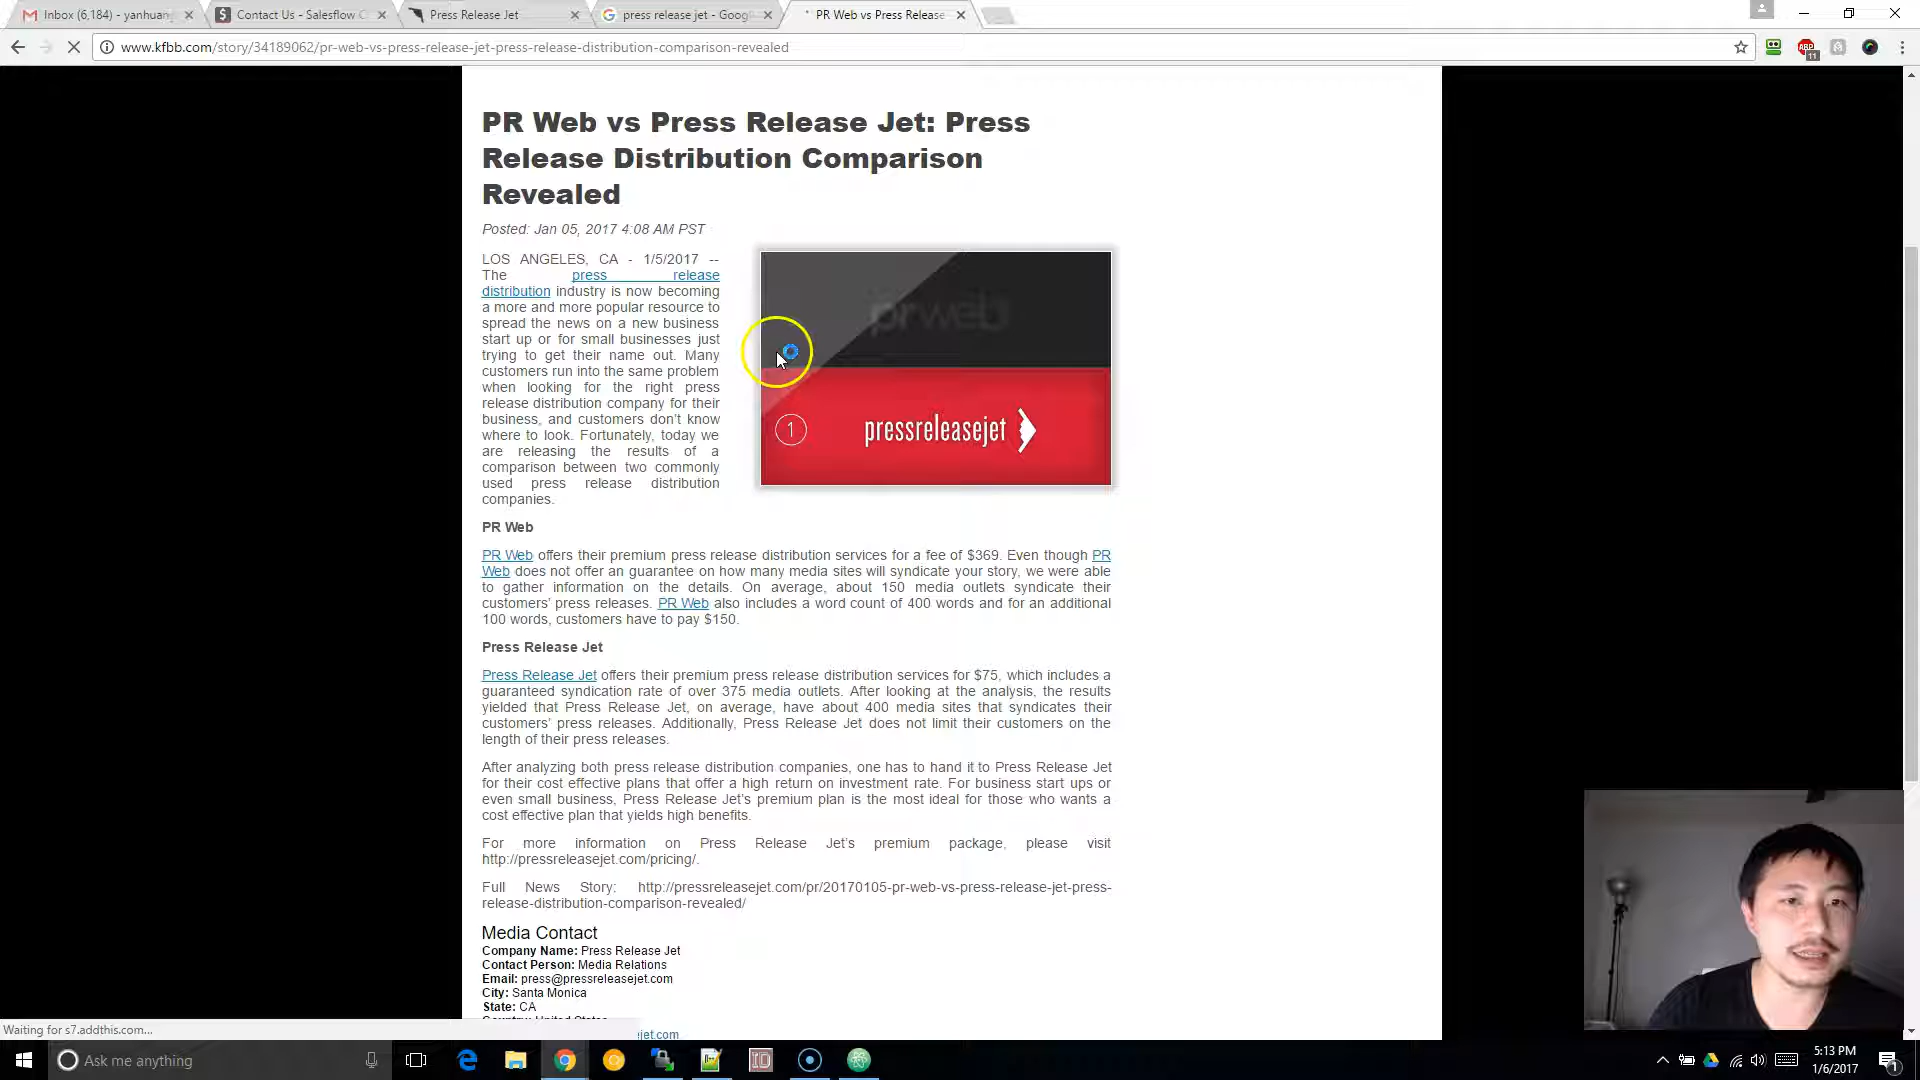 Inbox (6,184) - yanhuang
Contact Us - Salesflow C
Press Release Jet
press release jet - Goog
PR Web vs Press Release
www.kfbb.com/story/34189062/pr-web-vs-press-release-jet-press-release-distribution-comparison-revealed
ABP
11
PR Web vs Press Release Jet: Press
Release Distribution Comparison
Revealed
Posted: Jan 05, 2017 4:08 AM PST
LOS ANGELES, CA - 1/5/2017 --
The press release
distribution industry is now becoming
a more and more popular resource to
spread the news on a new business
start up or for small businesses just
trying to get their name out. Many
customers run into the same problem
when looking for the right press
release distribution company for their
business, and customers don't know
where to look. Fortunately, today we
are releasing the results of a
comparison between two commonly
used press release distribution
companies.
prweb
1 pressreleasejet
PR Web
PR Web offers their premium press release distribution services for a fee of $369. Even though PR
Web does not offer an guarantee on how many media sites will syndicate your story, we were able
to gather information on the details. On average, about 150 media outlets syndicate their
customers' press releases. PR Web also includes a word count of 400 words and for an additional
100 words, customers have to pay $150.
Press Release Jet
Press Release Jet offers their premium press release distribution services for $75, which includes a
guaranteed syndication rate of over 375 media outlets. After looking at the analysis, the results
yielded that Press Release Jet, on average, have about 400 media sites that syndicates their
customers' press releases. Additionally, Press Release Jet does not limit their customers on the
length of their press releases.
After analyzing both press release distribution companies, one has to hand it to Press Release Jet
for their cost effective plans that offer a high return on investment rate. For business start ups or
even small business, Press Release Jet's premium plan is the most ideal for those who wants a
cost effective plan that yields high benefits.
For more information on Press Release Jet's premium package, please visit
http://pressreleasejet.com/pricing/.
Full News Story: http://pressreleasejet.com/pr/20170105-pr-web-vs-press-release-jet-press-
release-distribution-comparison-revealed/
Media Contact
Company Name: Press Release Jet
Contact Person: Media Relations
Email: press@pressreleasejet.com
City: Santa Monica
State: CA
Country: United States
ejet.com
Waiting for s7.addthis.com...
Ask me anything
5:13 PM
1/6/2017
1